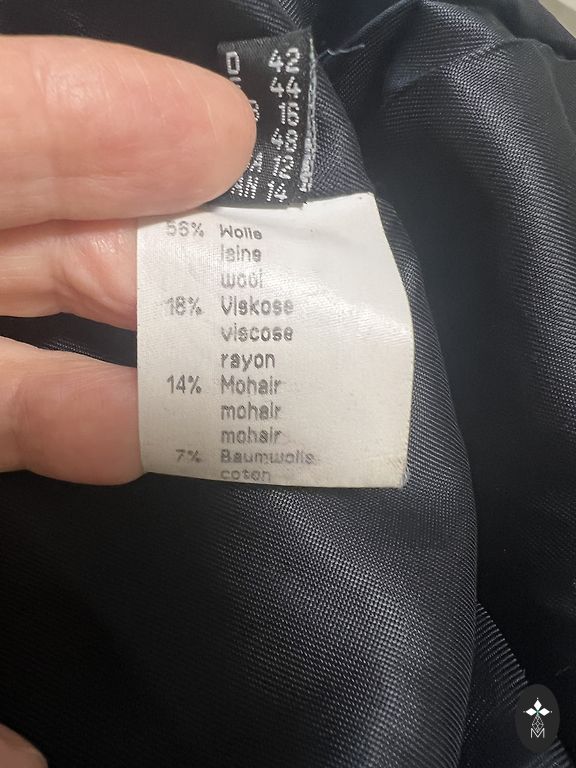 D 42
44
16
48
A 12
AN 14
56% Wolle
laine
wool
18% Viskose
viscose
rayon
14% Mohair
mohair
mohair
7% Baumwolle
coton
M